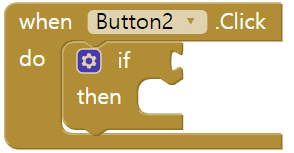 when Button2 .Click
do if
then